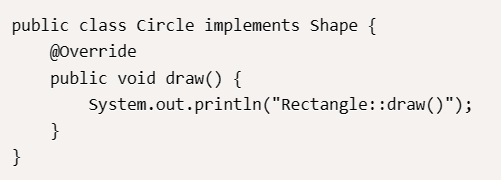 public class Circle implements Shape {
    @Override
    public void draw() {
        System.out.println("Rectangle::draw()");
    }
}